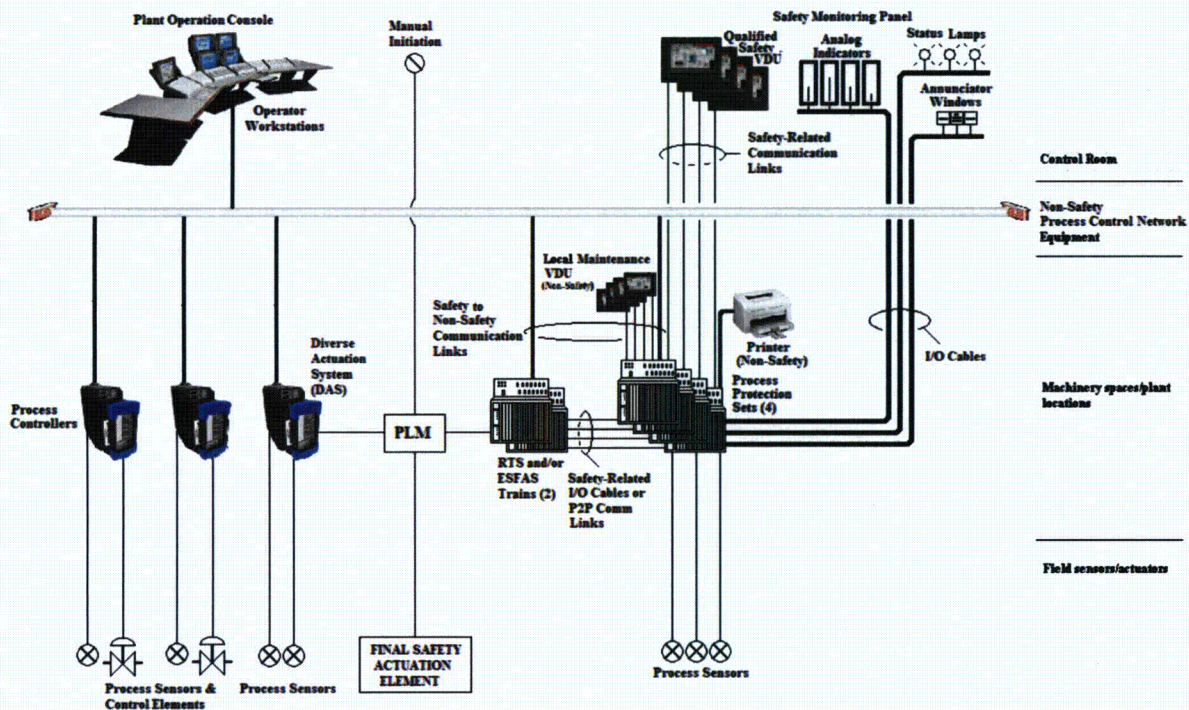 Plant Operation Console
Operator
Workstations
Manual
Initiation
Safety Monitoring Panel
Qualified
Safety
VDU
Analog
Indicators
Status Lamps
Annunciator
Windows
Safety-Related
Communication
Links
Control Room
Non-Safety
Process Control Network
Equipment
Local Maintenance
VDU
(Non-Safety)
Safety to
Non-Safety
Communication
Links
Printer
(Non-Safety)
I/O Cables
Diverse
Actuation
System
(DAS)
Process
Controllers
PLM
Process
Protection
Sets (4)
Machinery spaces/plant
locations
RTS and/or
ESFAS
Trains (2)
Safety-Related
I/O Cables or
P2P Comm
Links
Field sensors/actuators
FINAL SAFETY
ACTUATION
ELEMENT
Process Sensors &
Control Elements
Process Sensors
Process Sensors